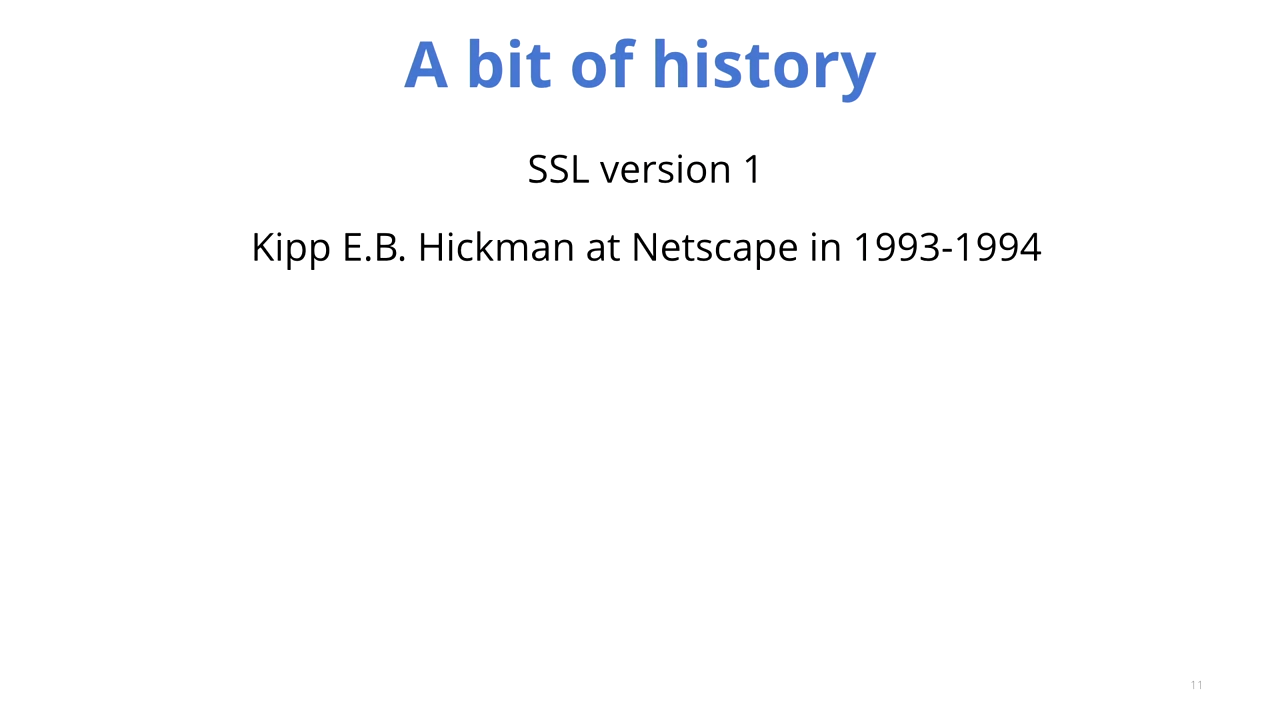 A bit of history
SSL version 1
Kipp E.B. Hickman at Netscape in 1993-1994
11